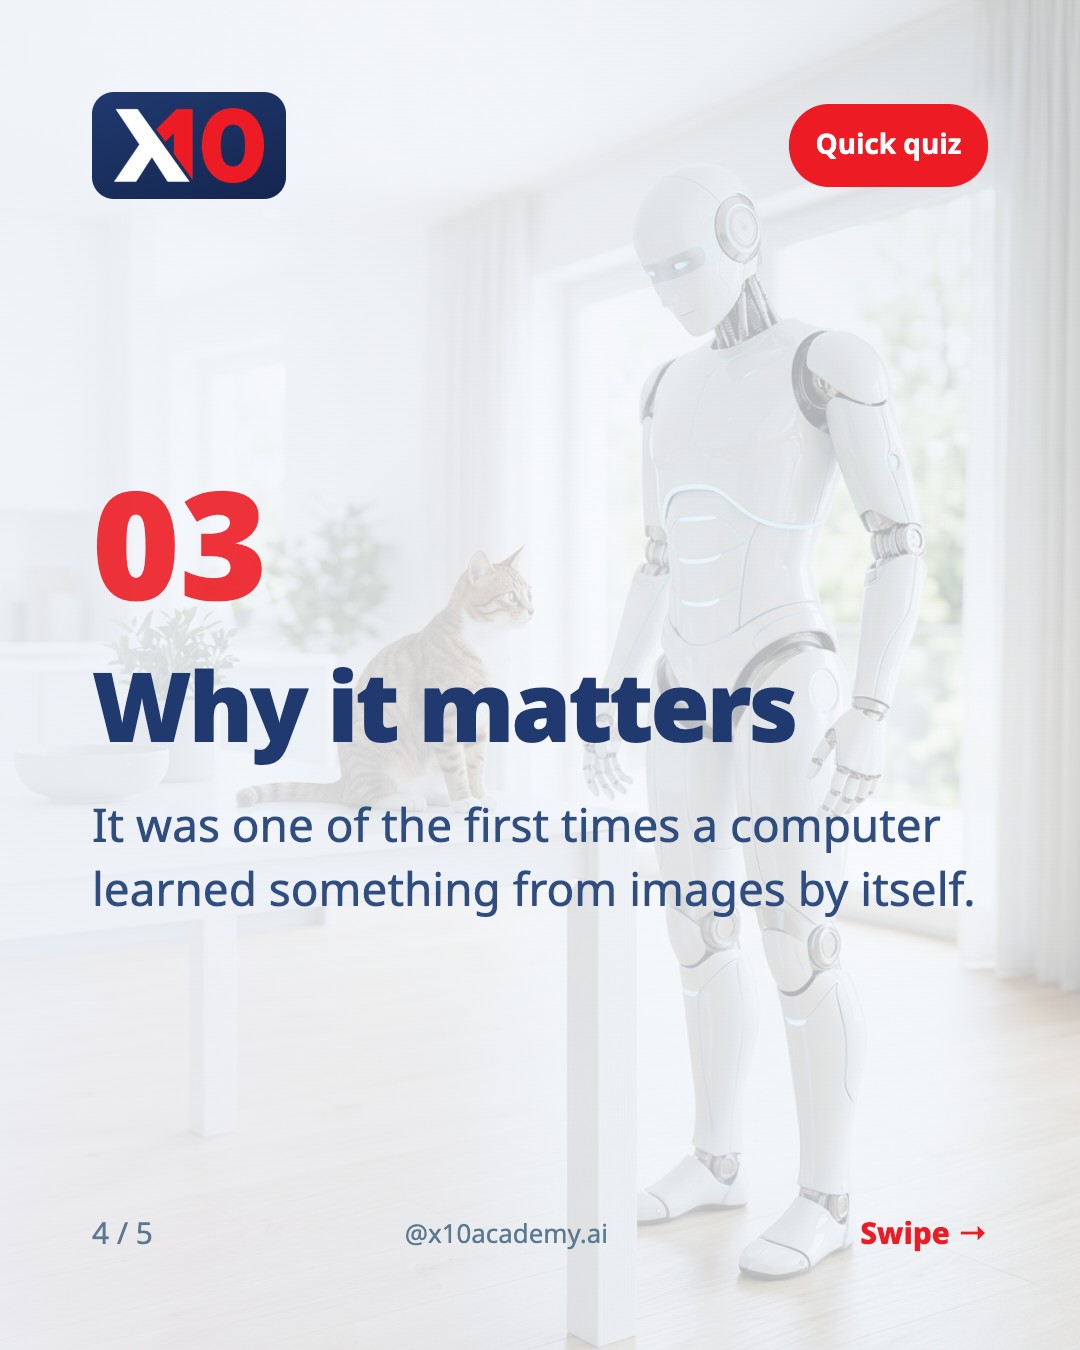 X10
Quick quiz
03
Why it matters
It was one of the first times a computer
learned something from images by itself.
4 / 5
@x10academy.ai
Swipe →